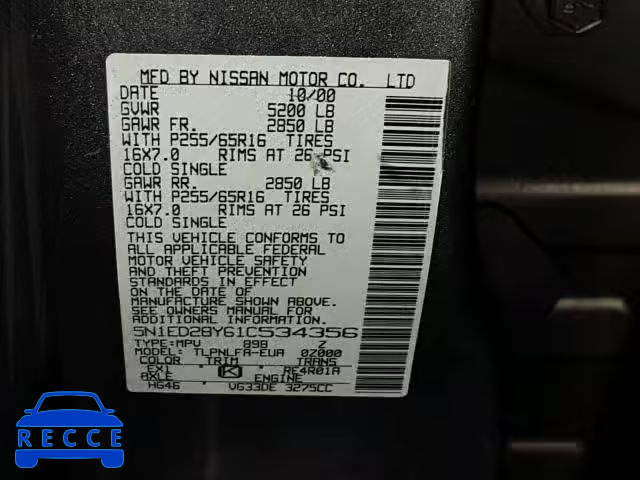 MFD BY NISSAN MOTOR CO. LTD
DATE 10/00
GVWR 5200 LB
GAWR FR. 2850 LB
WITH P255/65R16 TIRES
16X7.0 RIMS AT 26 PSI
COLD SINGLE
GAWR RR. 2850 LB
WITH P255/65R16 TIRES
16X7.0 RIMS AT 26 PSI
COLD SINGLE
THIS VEHICLE CONFORMS TO
ALL APPLICABLE FEDERAL
MOTOR VEHICLE SAFETY
AND THEFT PREVENTION
STANDARDS IN EFFECT
ON THE DATE OF
MANUFACTURE SHOWN ABOVE.
SEE OWNERS MANUAL FOR
ADDITIONAL INFORMATION.
5N1ED28Y61C534356
TYPE:MPV 898 Z
MODEL: TLPNLFA-EUA 0Z000
COLOR TRIM TRANS
EXL K RE4R01A
AXLE ENGINE
HG46 VG33DE 3275CC
RECCE